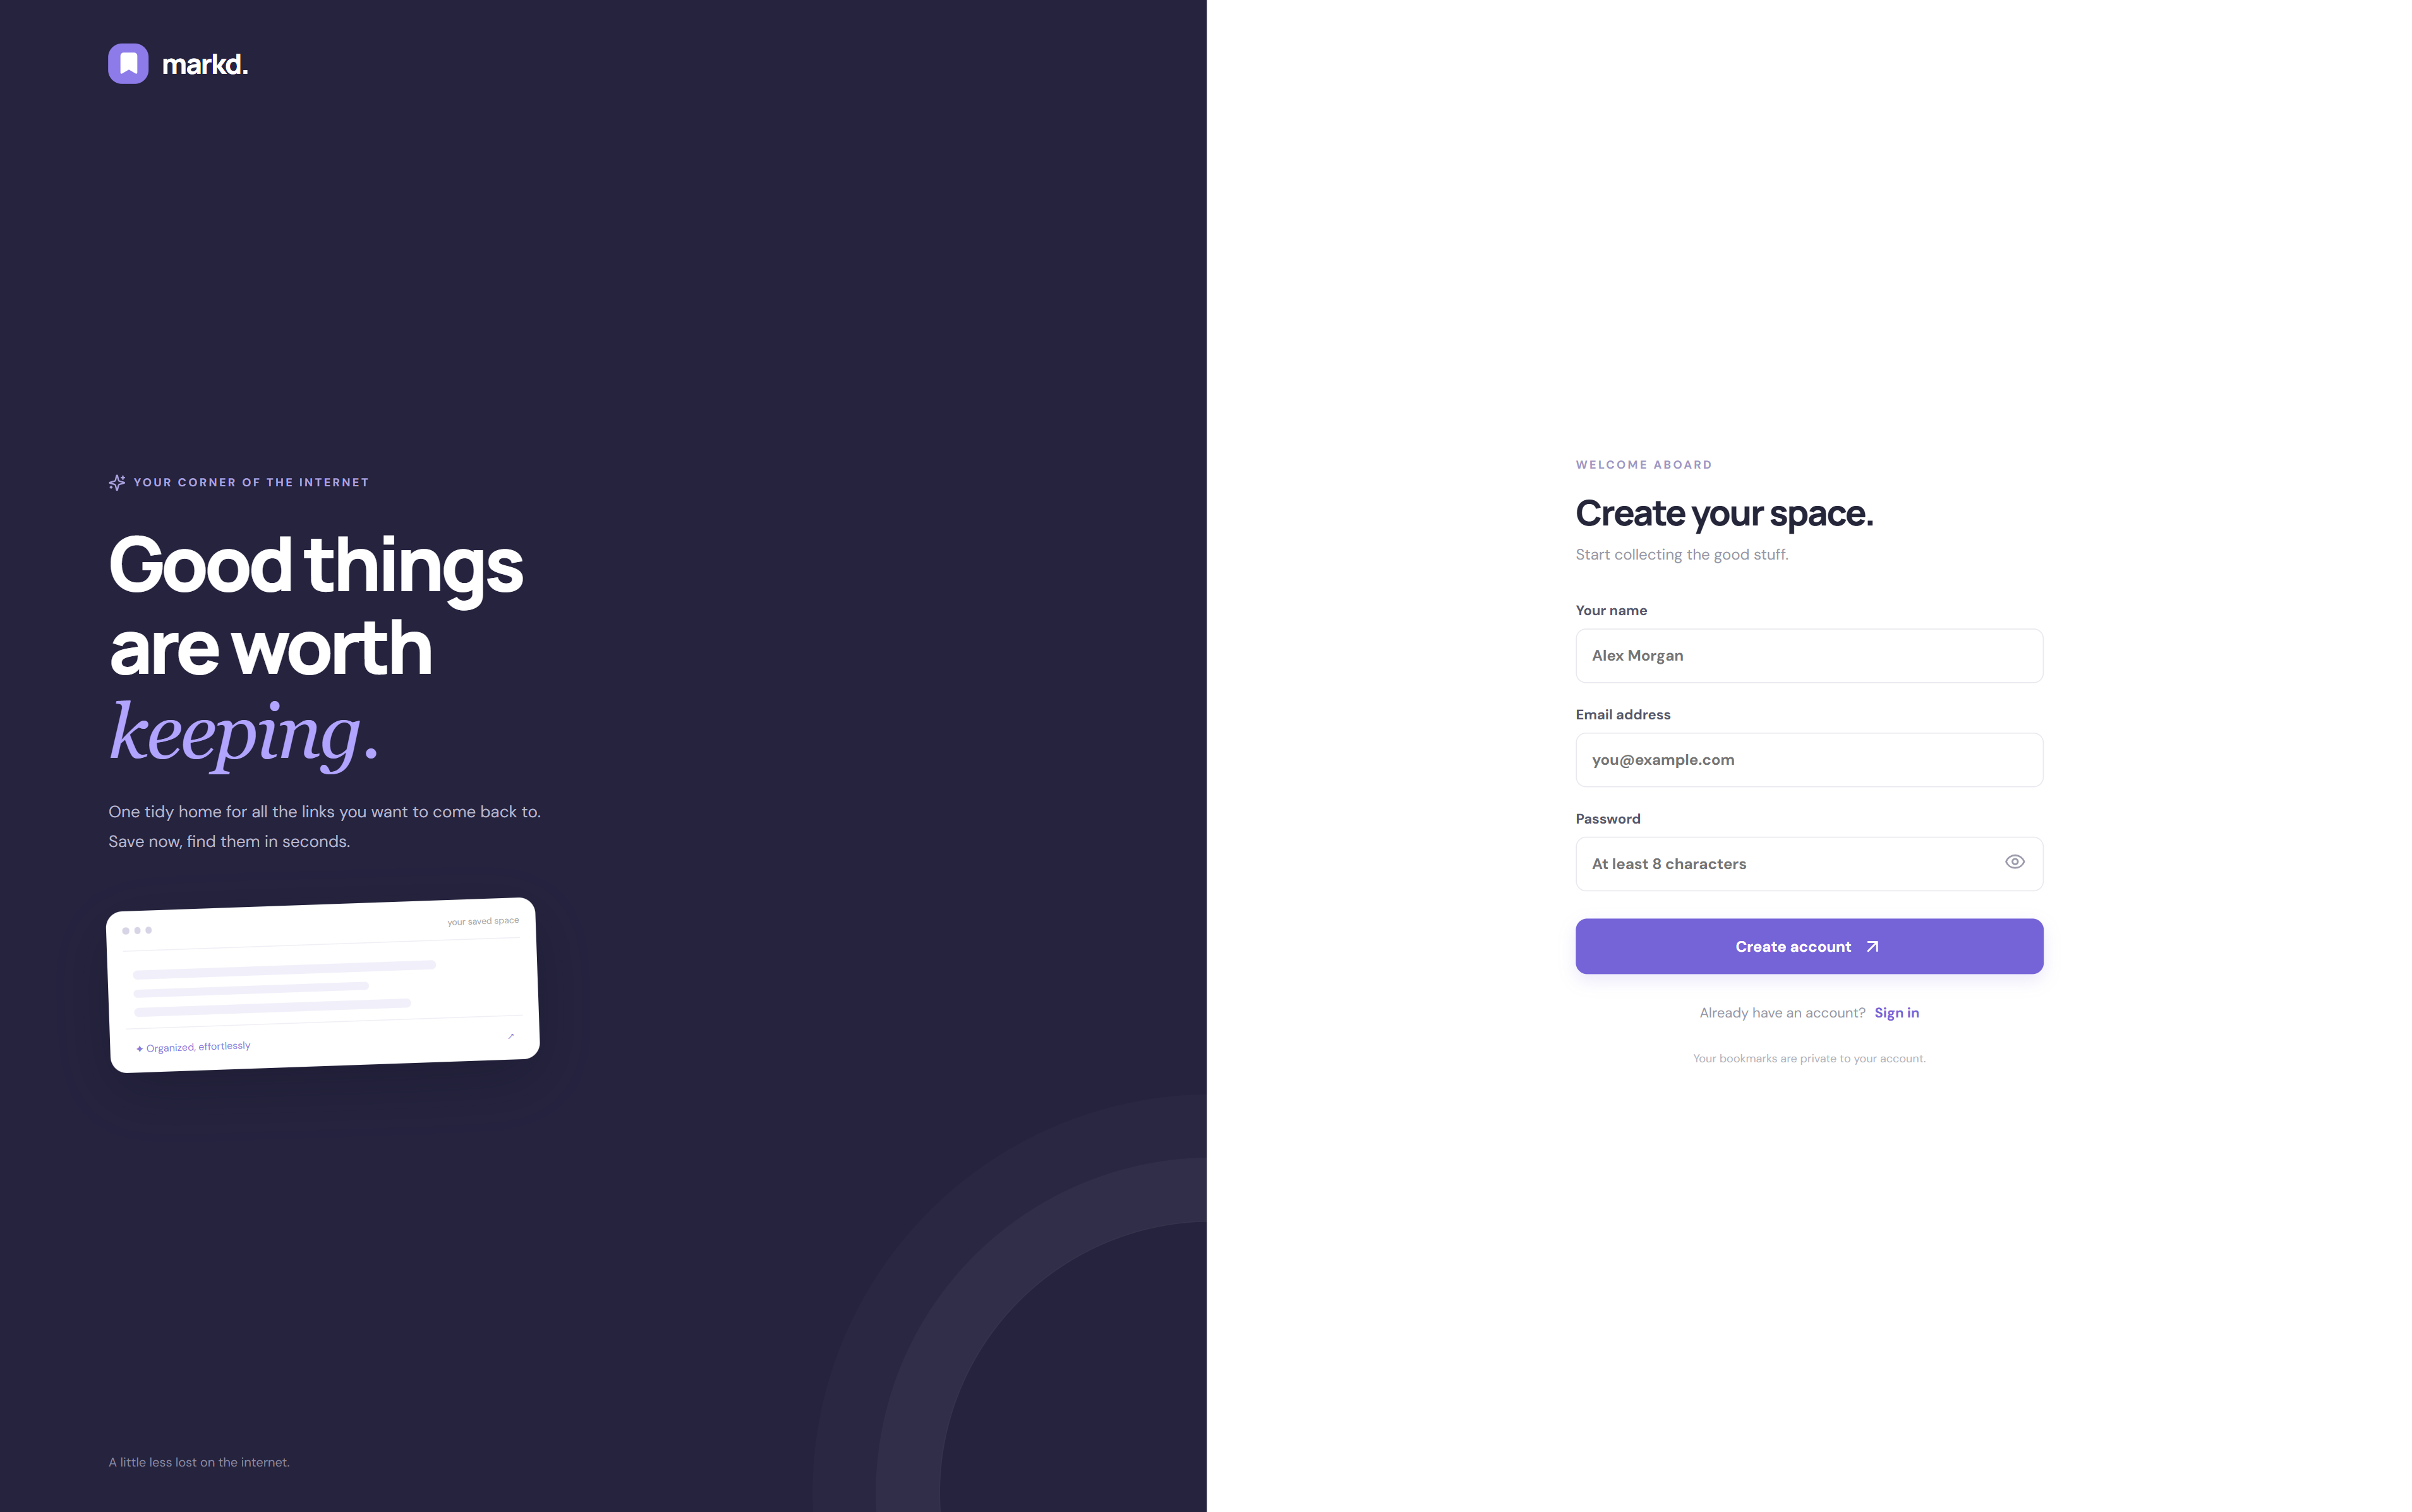 markd.
YOUR CORNER OF THE INTERNET
Good things
are worth
keeping.
One tidy home for all the links you want to come back to.
Save now, find them in seconds.
your saved space
✦ Organized, effortlessly
↗
A little less lost on the internet.
WELCOME ABOARD
Create your space.
Start collecting the good stuff.
Your name
Alex Morgan
Email address
you@example.com
Password
At least 8 characters
Create account
Already have an account? Sign in
Your bookmarks are private to your account.